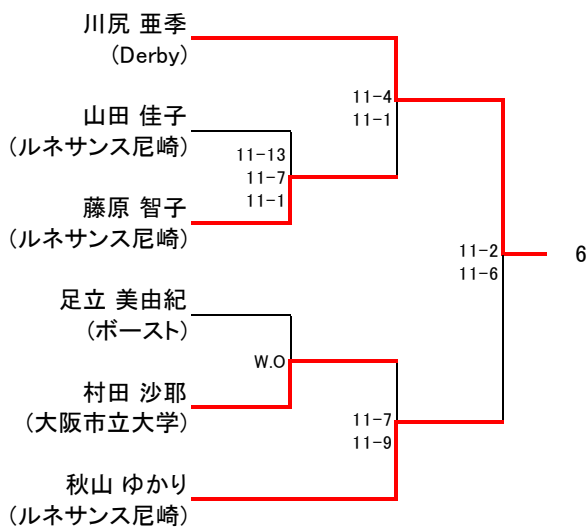 川尻 亜季
(Derby)
11-4
11-1
山田 佳子
(ルネサンス尼崎)
11-13
11-7
11-1
藤原 智子
(ルネサンス尼崎)
11-2
11-6
6
足立 美由紀
(ボースト)
W.O
村田 沙耶
(大阪市立大学)
11-7
11-9
秋山 ゆかり
(ルネサンス尼崎)